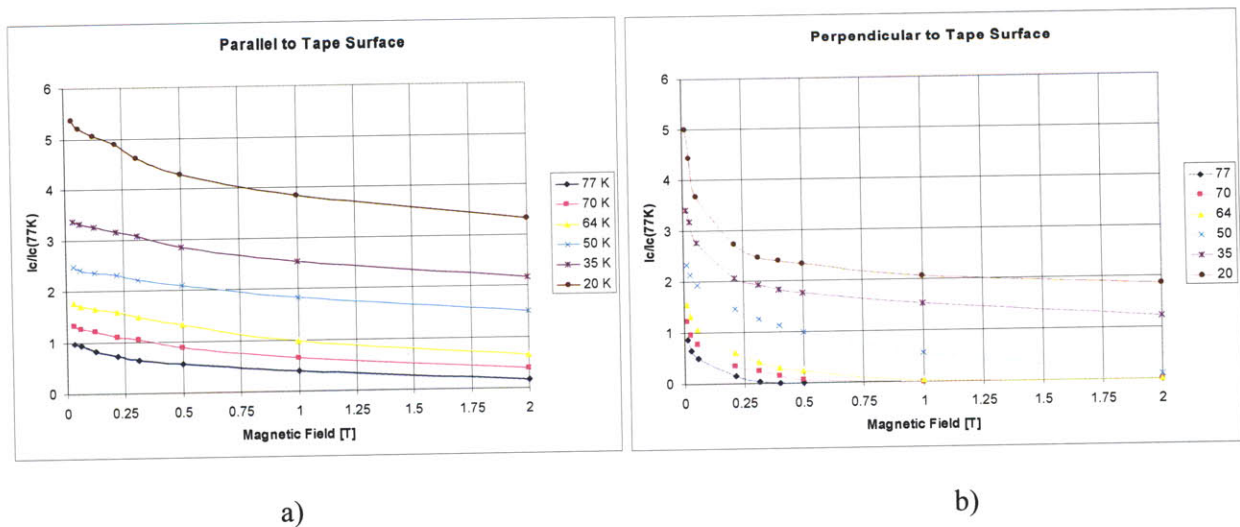 Parallel to Tape Surface
Ic/Ic(77K)
6
5
4
3
2
1
0
0 0.25 0.5 0.75 1 1.25 1.5 1.75 2
Magnetic Field [T]
77 K
70 K
64 K
50 K
35 K
20 K
a)
Perpendicular to Tape Surface
Ic/Ic(77K)
6
5
4
3
2
1
0
0 0.25 0.5 0.75 1 1.25 1.5 1.75 2
Magnetic Field [T]
77
70
64
50
35
20
b)